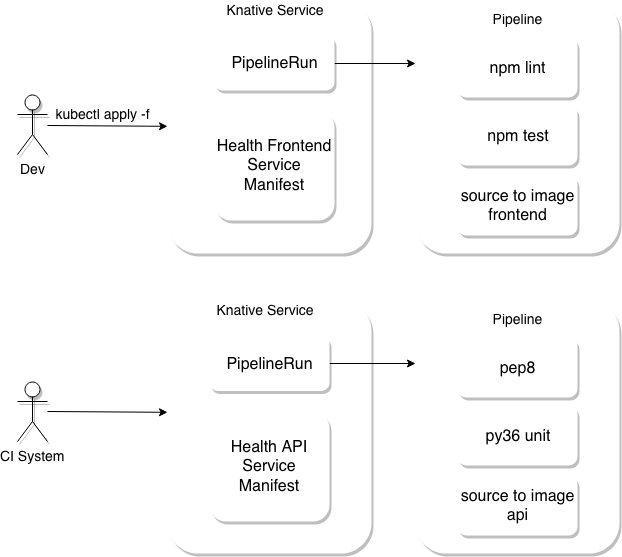 Knative Service
Pipeline
PipelineRun
npm lint
kubectl apply -f
npm test
Health Frontend
Service
Manifest
Dev
source to image
frontend
Knative Service
Pipeline
PipelineRun
pep8
CI System
Health API
Service
Manifest
py36 unit
source to image
api